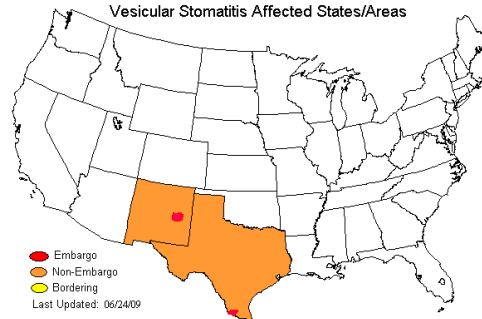 Vesicular Stomatitis Affected States/Areas
Embargo
Non-Embargo
Bordering
Last Updated: 06/24/09